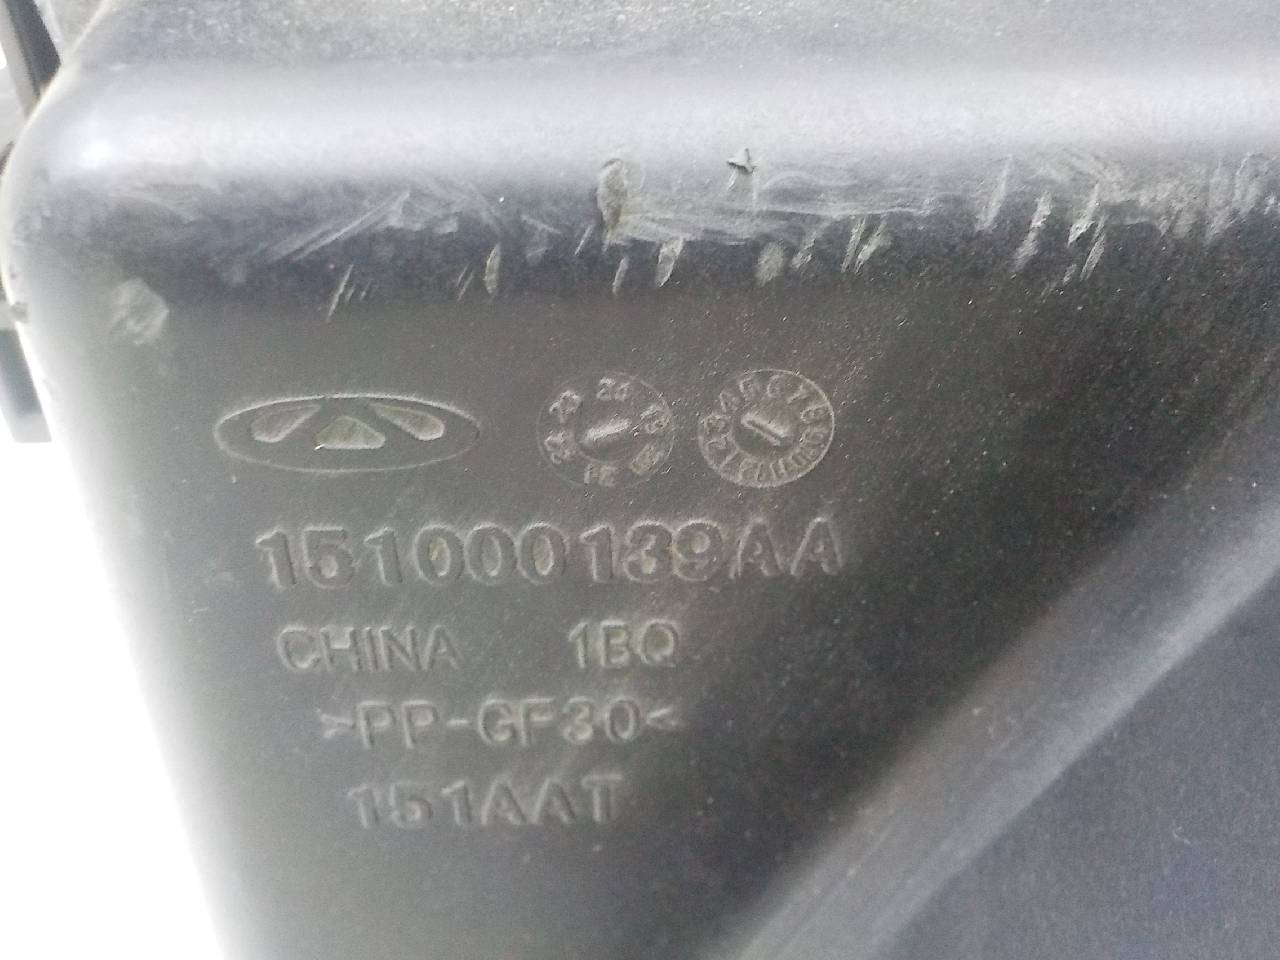 151000139AA
CHINA 1BQ
>PP-GF30<
151AAT